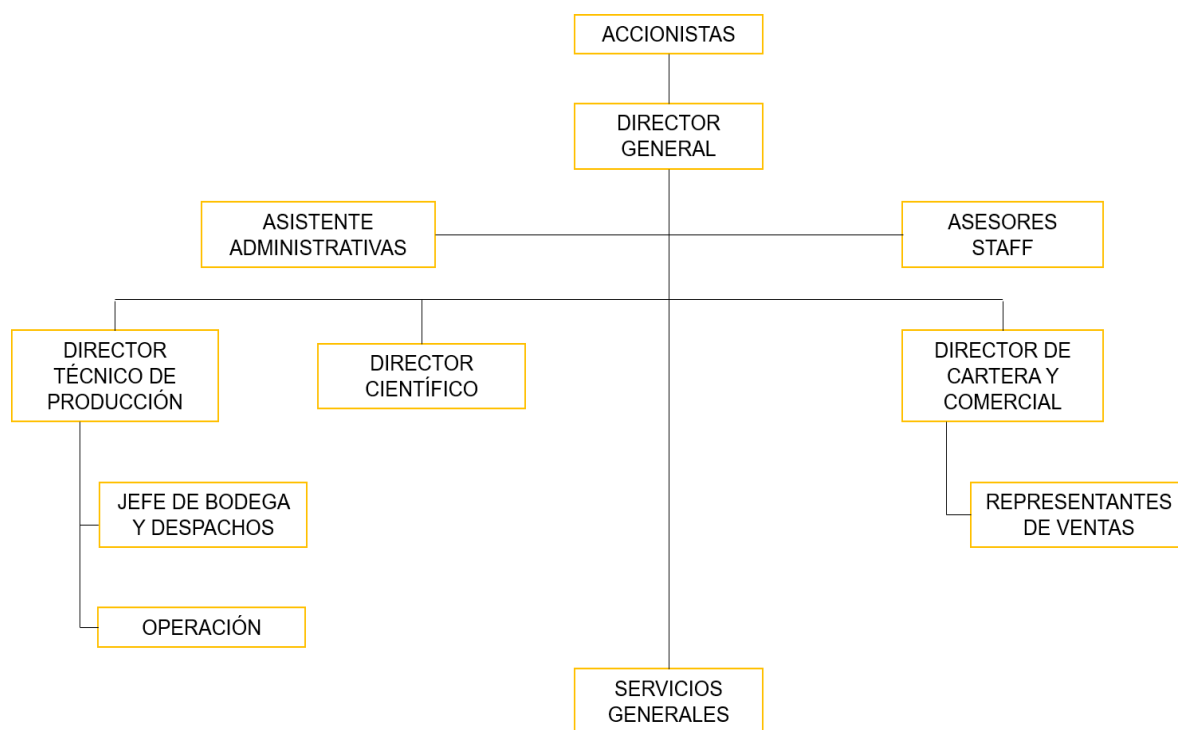 ACCIONISTAS
DIRECTOR
GENERAL
ASISTENTE
ADMINISTRATIVAS
ASESORES
STAFF
DIRECTOR
TÉCNICO DE
PRODUCCIÓN
DIRECTOR
CIENTÍFICO
DIRECTOR DE
CARTERA Y
COMERCIAL
JEFE DE BODEGA
Y DESPACHOS
REPRESENTANTES
DE VENTAS
OPERACIÓN
SERVICIOS
GENERALES